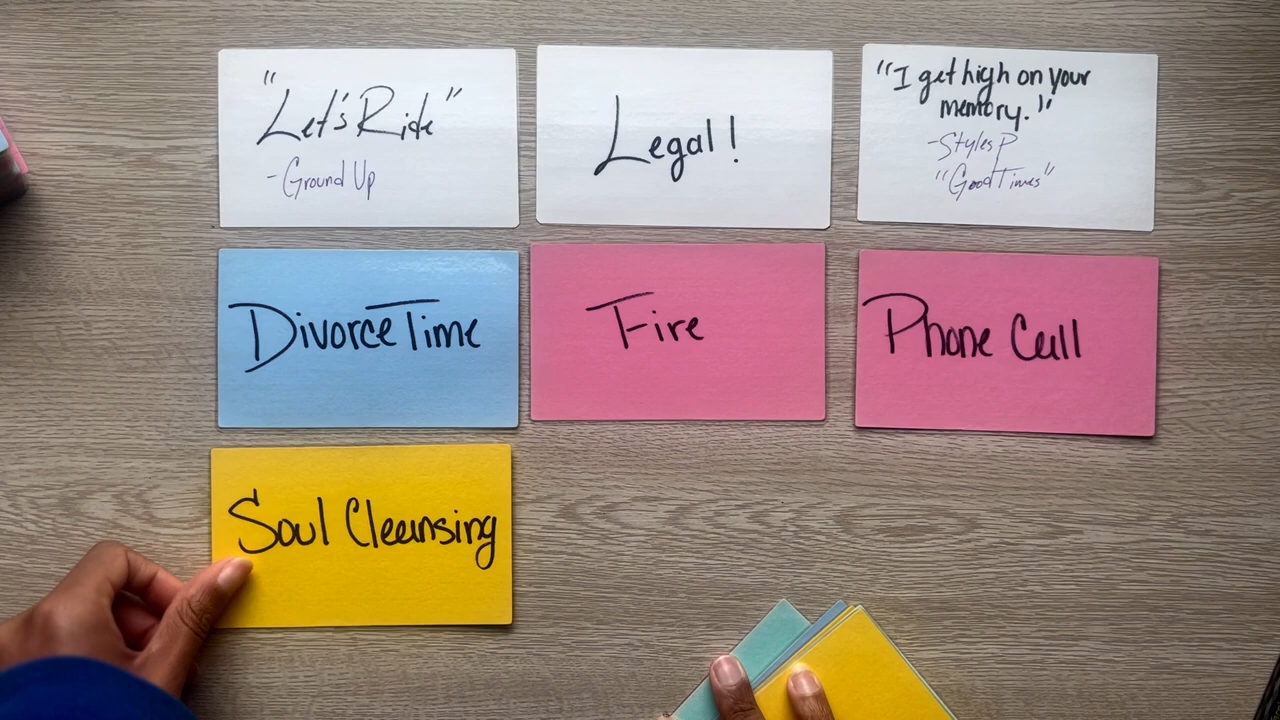 "Let's Ride"
-Ground Up
Legal!
"I get high on your
memory."
-Styles P
"Good Times"
Divorce Time
Fire
Phone Call
Soul Cleansing